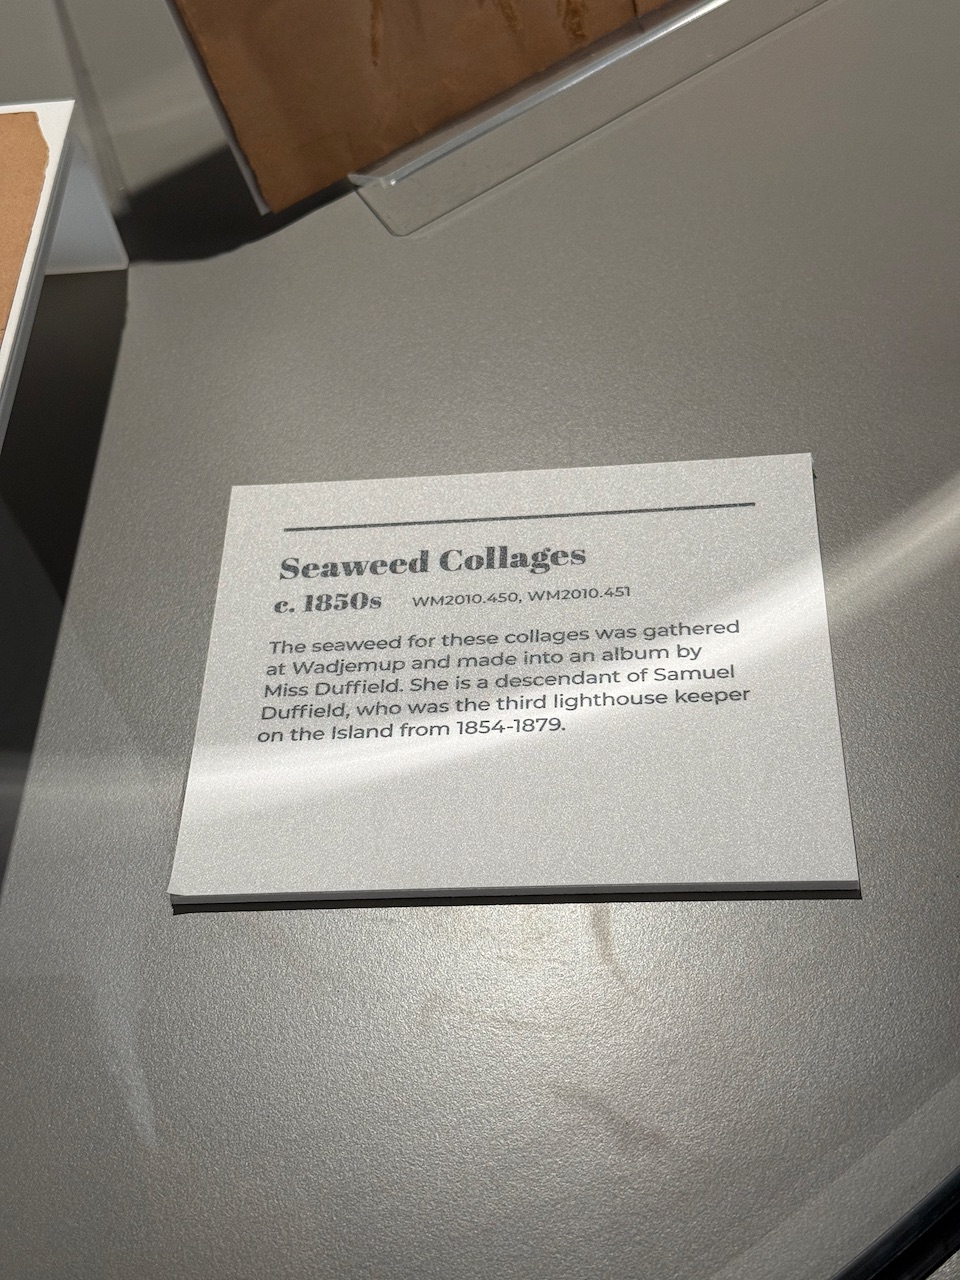 Seaweed Collages
c. 1850s WM2010.450, WM2010.451
The seaweed for these collages was gathered
at Wadjemup and made into an album by
Miss Duffield. She is a descendant of Samuel
Duffield, who was the third lighthouse keeper
on the Island from 1854-1879.